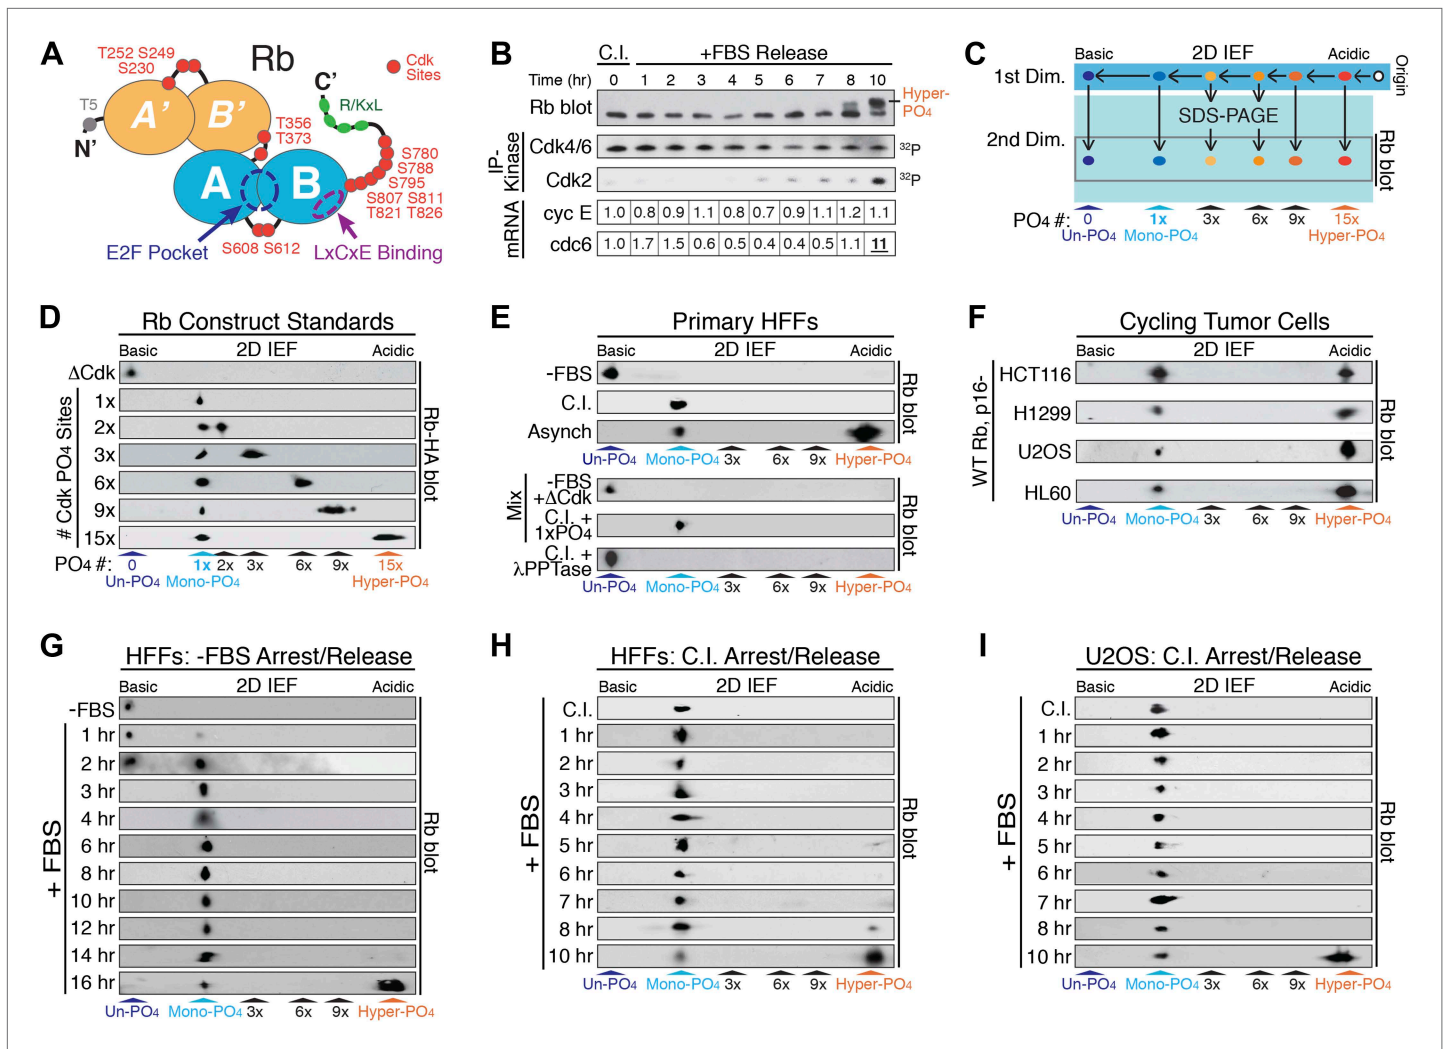 A
Rb
T252 S249
S230
Cdk
Sites
C'
R/KxL
T5
N'
A'
B'
T356
T373
A
B
S780
S788
S795
S807 S811
T821 T826
S608 S612
E2F Pocket
LxCxE Binding
B
C.I.
+FBS Release
Time (hr)
0 1 2 3 4 5 6 7 8 10
Rb blot
Hyper-
PO4
IP-
Kinase
Cdk4/6
32P
Cdk2
32P
mRNA
cyc E 1.0 0.8 0.9 1.1 0.8 0.7 0.9 1.1 1.2 1.1
cdc6 1.0 1.7 1.5 0.6 0.5 0.4 0.4 0.5 1.1 11
C
Basic 2D IEF Acidic
1st Dim.
Origin
SDS-PAGE
2nd Dim.
Rb blot
PO4 #: 0 1x 3x 6x 9x 15x
Un-PO4 Mono-PO4 Hyper-PO4
D
Rb Construct Standards
Basic 2D IEF Acidic
ΔCdk
# Cdk PO4 Sites
1x
2x
3x
6x
9x
15x
Rb-HA blot
PO4 #: 0 1x 2x 3x 6x 9x 15x
Un-PO4 Mono-PO4 Hyper-PO4
E
Primary HFFs
Basic 2D IEF Acidic
-FBS
C.I.
Asynch
Rb blot
Un-PO4 Mono-PO4 3x 6x 9x Hyper-PO4
Mix
-FBS
+ΔCdk
C.I. +
1xPO4
C.I. +
λPPTase
Rb blot
Un-PO4 Mono-PO4 3x 6x 9x Hyper-PO4
F
Cycling Tumor Cells
Basic 2D IEF Acidic
WT Rb, p16-
HCT116
H1299
U2OS
HL60
Rb blot
Un-PO4 Mono-PO4 3x 6x 9x Hyper-PO4
G
HFFs: -FBS Arrest/Release
Basic 2D IEF Acidic
-FBS
+ FBS
1 hr
2 hr
3 hr
4 hr
6 hr
8 hr
10 hr
12 hr
14 hr
16 hr
Rb blot
Un-PO4 Mono-PO4 3x 6x 9x Hyper-PO4
H
HFFs: C.I. Arrest/Release
Basic 2D IEF Acidic
C.I.
+ FBS
1 hr
2 hr
3 hr
4 hr
5 hr
6 hr
7 hr
8 hr
10 hr
Rb blot
Un-PO4 Mono-PO4 3x 6x 9x Hyper-PO4
I
U2OS: C.I. Arrest/Release
Basic 2D IEF Acidic
C.I.
+ FBS
1 hr
2 hr
3 hr
4 hr
5 hr
6 hr
7 hr
8 hr
10 hr
Rb blot
Un-PO4 Mono-PO4 3x 6x 9x Hyper-PO4